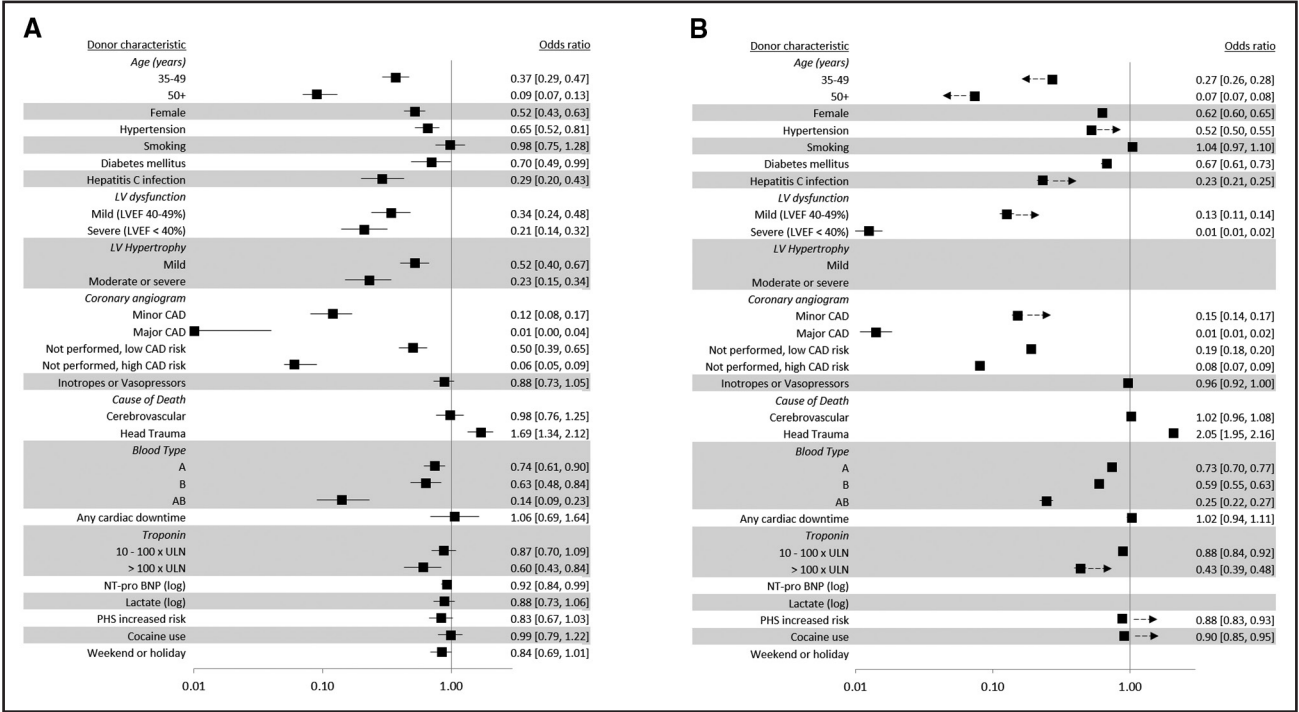 A
Donor characteristic Odds ratio
Age (years)
35-49 0.37 [0.29, 0.47]
50+ 0.09 [0.07, 0.13]
Female 0.52 [0.43, 0.63]
Hypertension 0.65 [0.52, 0.81]
Smoking 0.98 [0.75, 1.28]
Diabetes mellitus 0.70 [0.49, 0.99]
Hepatitis C infection 0.29 [0.20, 0.43]
LV dysfunction
Mild (LVEF 40-49%) 0.34 [0.24, 0.48]
Severe (LVEF < 40%) 0.21 [0.14, 0.32]
LV Hypertrophy
Mild 0.52 [0.40, 0.67]
Moderate or severe 0.23 [0.15, 0.34]
Coronary angiogram
Minor CAD 0.12 [0.08, 0.17]
Major CAD 0.01 [0.00, 0.04]
Not performed, low CAD risk 0.50 [0.39, 0.65]
Not performed, high CAD risk 0.06 [0.05, 0.09]
Inotropes or Vasopressors 0.88 [0.73, 1.05]
Cause of Death
Cerebrovascular 0.98 [0.76, 1.25]
Head Trauma 1.69 [1.34, 2.12]
Blood Type
A 0.74 [0.61, 0.90]
B 0.63 [0.48, 0.84]
AB 0.14 [0.09, 0.23]
Any cardiac downtime 1.06 [0.69, 1.64]
Troponin
10 - 100 x ULN 0.87 [0.70, 1.09]
> 100 x ULN 0.60 [0.43, 0.84]
NT-pro BNP (log) 0.92 [0.84, 0.99]
Lactate (log) 0.88 [0.73, 1.06]
PHS increased risk 0.83 [0.67, 1.03]
Cocaine use 0.99 [0.79, 1.22]
Weekend or holiday 0.84 [0.69, 1.01]
0.01 0.10 1.00
B
Donor characteristic Odds ratio
Age (years)
35-49 0.27 [0.26, 0.28]
50+ 0.07 [0.07, 0.08]
Female 0.62 [0.60, 0.65]
Hypertension 0.52 [0.50, 0.55]
Smoking 1.04 [0.97, 1.10]
Diabetes mellitus 0.67 [0.61, 0.73]
Hepatitis C infection 0.23 [0.21, 0.25]
LV dysfunction
Mild (LVEF 40-49%) 0.13 [0.11, 0.14]
Severe (LVEF < 40%) 0.01 [0.01, 0.02]
LV Hypertrophy
Mild
Moderate or severe
Coronary angiogram
Minor CAD 0.15 [0.14, 0.17]
Major CAD 0.01 [0.01, 0.02]
Not performed, low CAD risk 0.19 [0.18, 0.20]
Not performed, high CAD risk 0.08 [0.07, 0.09]
Inotropes or Vasopressors 0.96 [0.92, 1.00]
Cause of Death
Cerebrovascular 1.02 [0.96, 1.08]
Head Trauma 2.05 [1.95, 2.16]
Blood Type
A 0.73 [0.70, 0.77]
B 0.59 [0.55, 0.63]
AB 0.25 [0.22, 0.27]
Any cardiac downtime 1.02 [0.94, 1.11]
Troponin
10 - 100 x ULN 0.88 [0.84, 0.92]
> 100 x ULN 0.43 [0.39, 0.48]
NT-pro BNP (log)
Lactate (log)
PHS increased risk 0.88 [0.83, 0.93]
Cocaine use 0.90 [0.85, 0.95]
Weekend or holiday
0.01 0.10 1.00